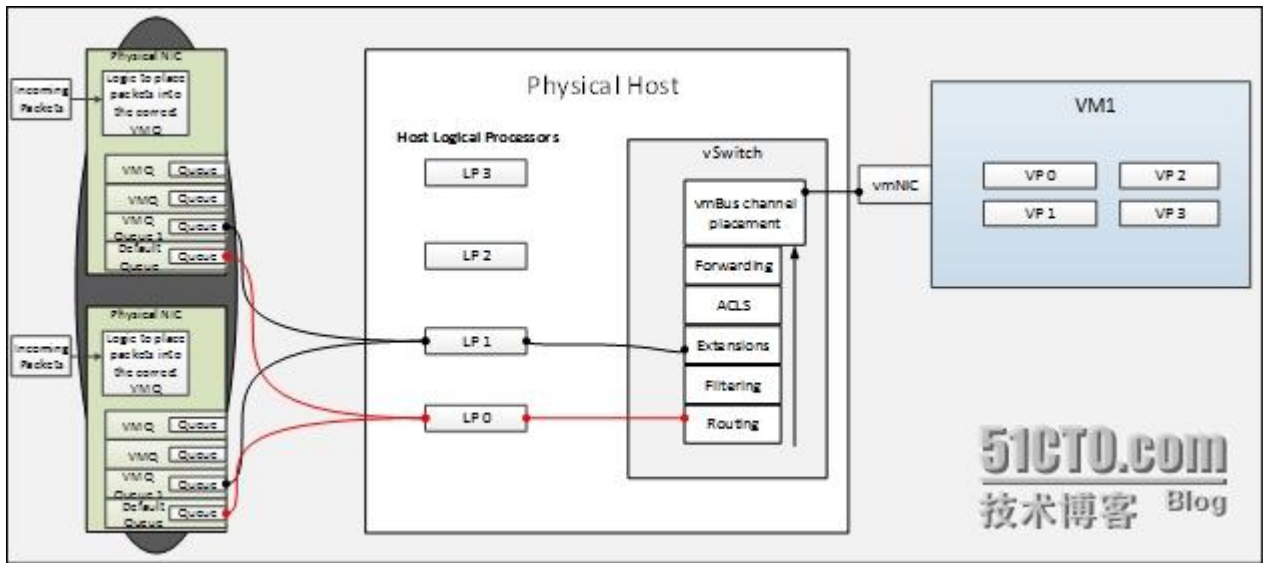 Physical NIC
Incoming
Packets
Logic to place
packets into
the correct
VMQ
VMQ Queue
VMQ Queue
VMQ
Queue 1
Queue
Default
Queue
Queue
Physical NIC
Incoming
Packets
Logic to place
packets into
the correct
VMQ
VMQ Queue
VMQ Queue
VMQ
Queue 1
Queue
Default
Queue
Queue
Physical Host
Host Logical Processors
LP 3
LP 2
LP 1
LP 0
vSwitch
vmBus channel
placement
Forwarding
ACLS
Extensions
Filtering
Routing
vmNIC
VM1
VP 0
VP 2
VP 1
VP 3
51CTO.com
技术博客 Blog